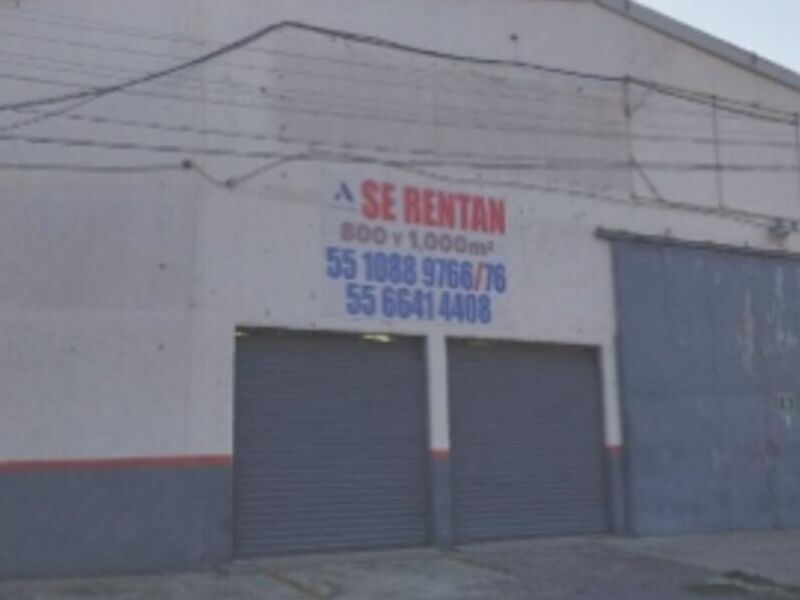 SE RENTAN
800 Y 1,000m²
55 1088 9766/76
55 6641 4408